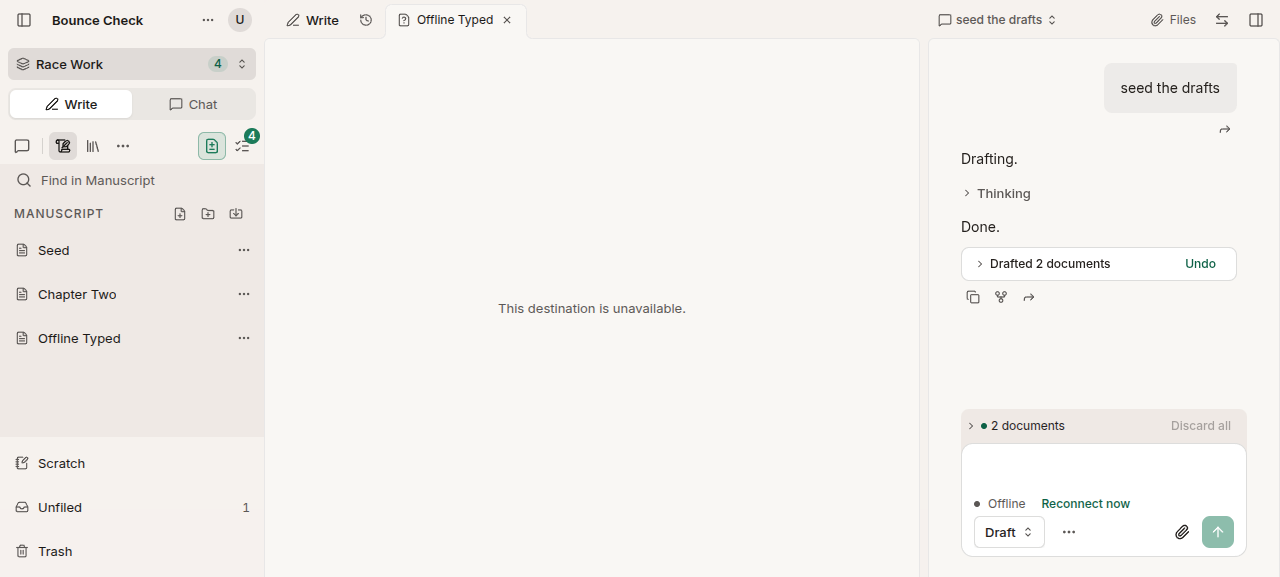 Bounce Check
U
Race Work
4
Write
Chat
4
Find in Manuscript
MANUSCRIPT
Seed
Chapter Two
Offline Typed
Scratch
Unfiled
1
Trash
Write
Offline Typed
This destination is unavailable.
seed the drafts
Files
seed the drafts
Drafting.
Thinking
Done.
Drafted 2 documents
Undo
2 documents
Discard all
Offline
Reconnect now
Draft